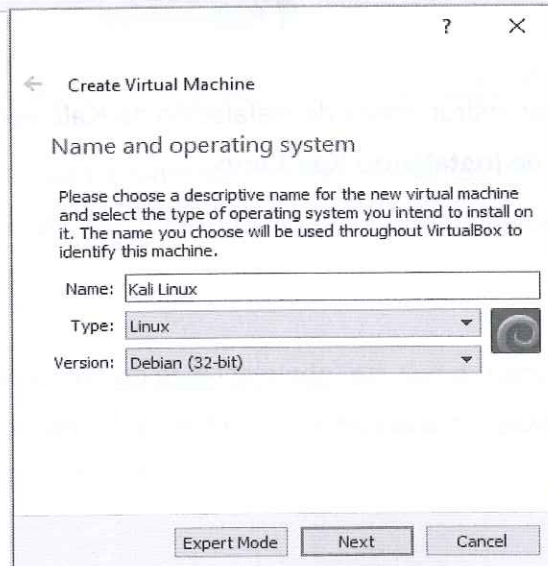 ?
Create Virtual Machine
Name and operating system
Please choose a descriptive name for the new virtual machine
and select the type of operating system you intend to install on
it. The name you choose will be used throughout VirtualBox to
identify this machine.
Name: Kali Linux
Type: Linux
Version: Debian (32-bit)
Expert Mode Next Cancel